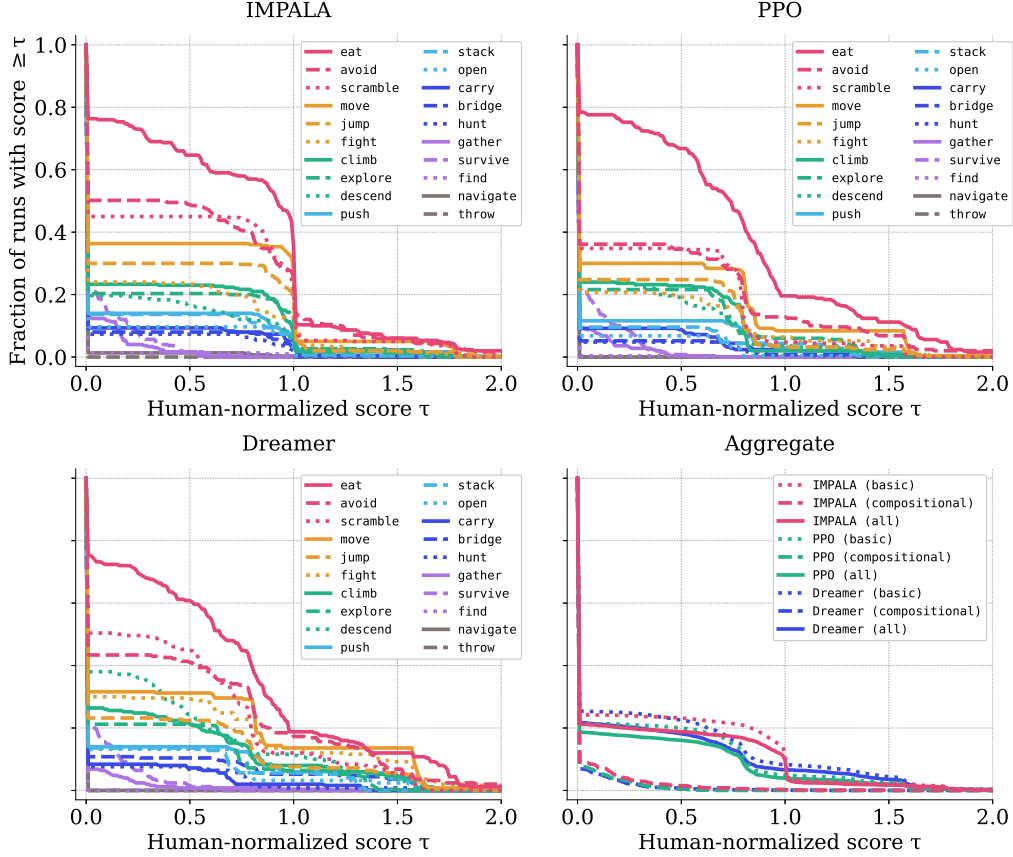 IMPALA
PPO
Fraction of runs with score ≥ τ
1.0
0.8
0.6
0.4
0.2
0.0
eat
avoid
scramble
move
jump
fight
climb
explore
descend
push
stack
open
carry
bridge
hunt
gather
survive
find
navigate
throw
0.0 0.5 1.0 1.5 2.0
Human-normalized score τ
eat
avoid
scramble
move
jump
fight
climb
explore
descend
push
stack
open
carry
bridge
hunt
gather
survive
find
navigate
throw
0.0 0.5 1.0 1.5 2.0
Human-normalized score τ
Dreamer
Aggregate
eat
avoid
scramble
move
jump
fight
climb
explore
descend
push
stack
open
carry
bridge
hunt
gather
survive
find
navigate
throw
0.0 0.5 1.0 1.5 2.0
Human-normalized score τ
IMPALA (basic)
IMPALA (compositional)
IMPALA (all)
PPO (basic)
PPO (compositional)
PPO (all)
Dreamer (basic)
Dreamer (compositional)
Dreamer (all)
0.0 0.5 1.0 1.5 2.0
Human-normalized score τ